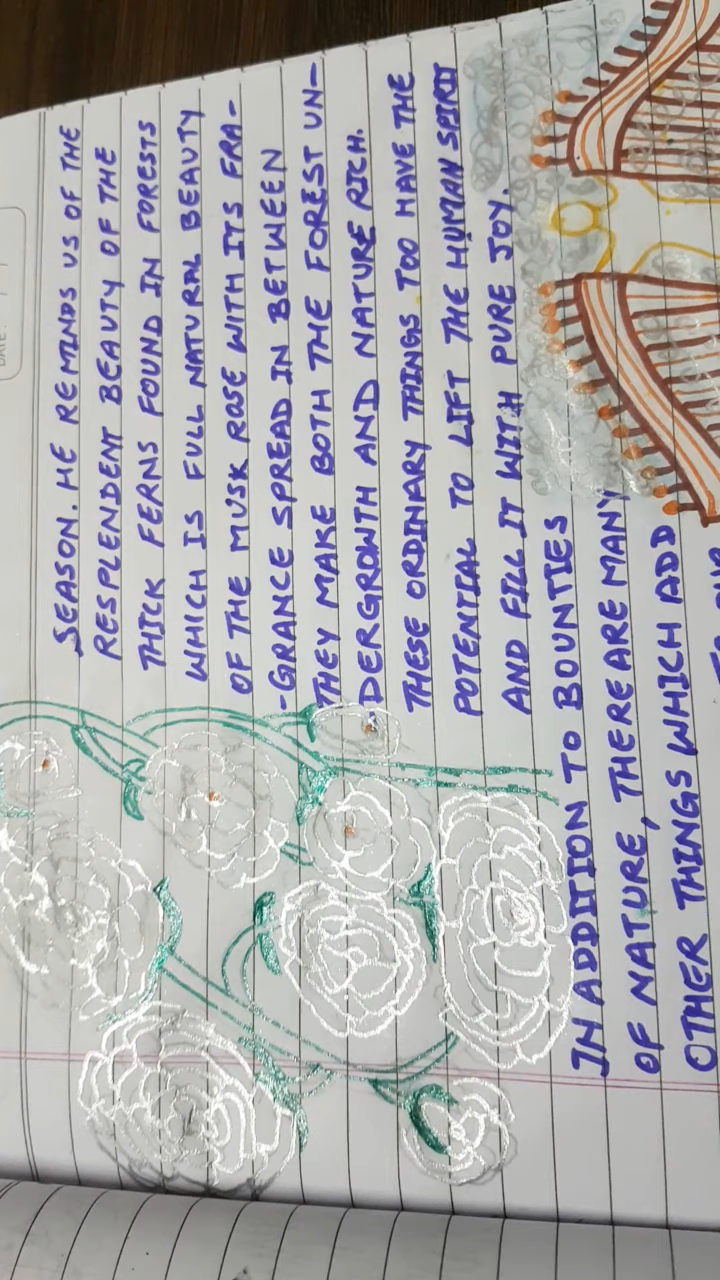 DATE:
SEASON. HE REMINDS US OF THE
RESPLENDENT BEAUTY OF THE
THICK FERNS FOUND IN FORESTS
WHICH IS FULL NATURAL BEAUTY
OF THE MUSK ROSE WITH ITS FRA-
-GRANCE SPREAD IN BETWEEN
THEY MAKE BOTH THE FOREST UN-
DERGROWTH AND NATURE RICH.
THESE ORDINARY THINGS TOO HAVE THE
POTENTIAL TO LIFT THE HUMAN SPIRIT
AND FILL IT WITH PURE JOY.
IN ADDITION TO BOUNTIES
OF NATURE, THERE ARE MANY
OTHER THINGS WHICH ADD